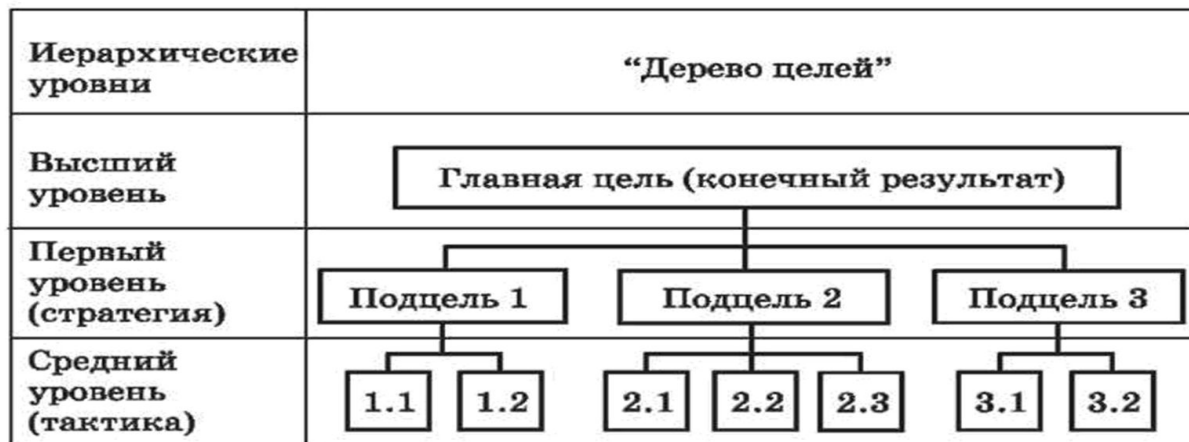 Иерархические
уровни
“Дерево целей”
Высший
уровень
Главная цель (конечный результат)
Первый
уровень
(стратегия)
Подцель 1
Подцель 2
Подцель 3
Средний
уровень
(тактика)
1.1
1.2
2.1
2.2
2.3
3.1
3.2